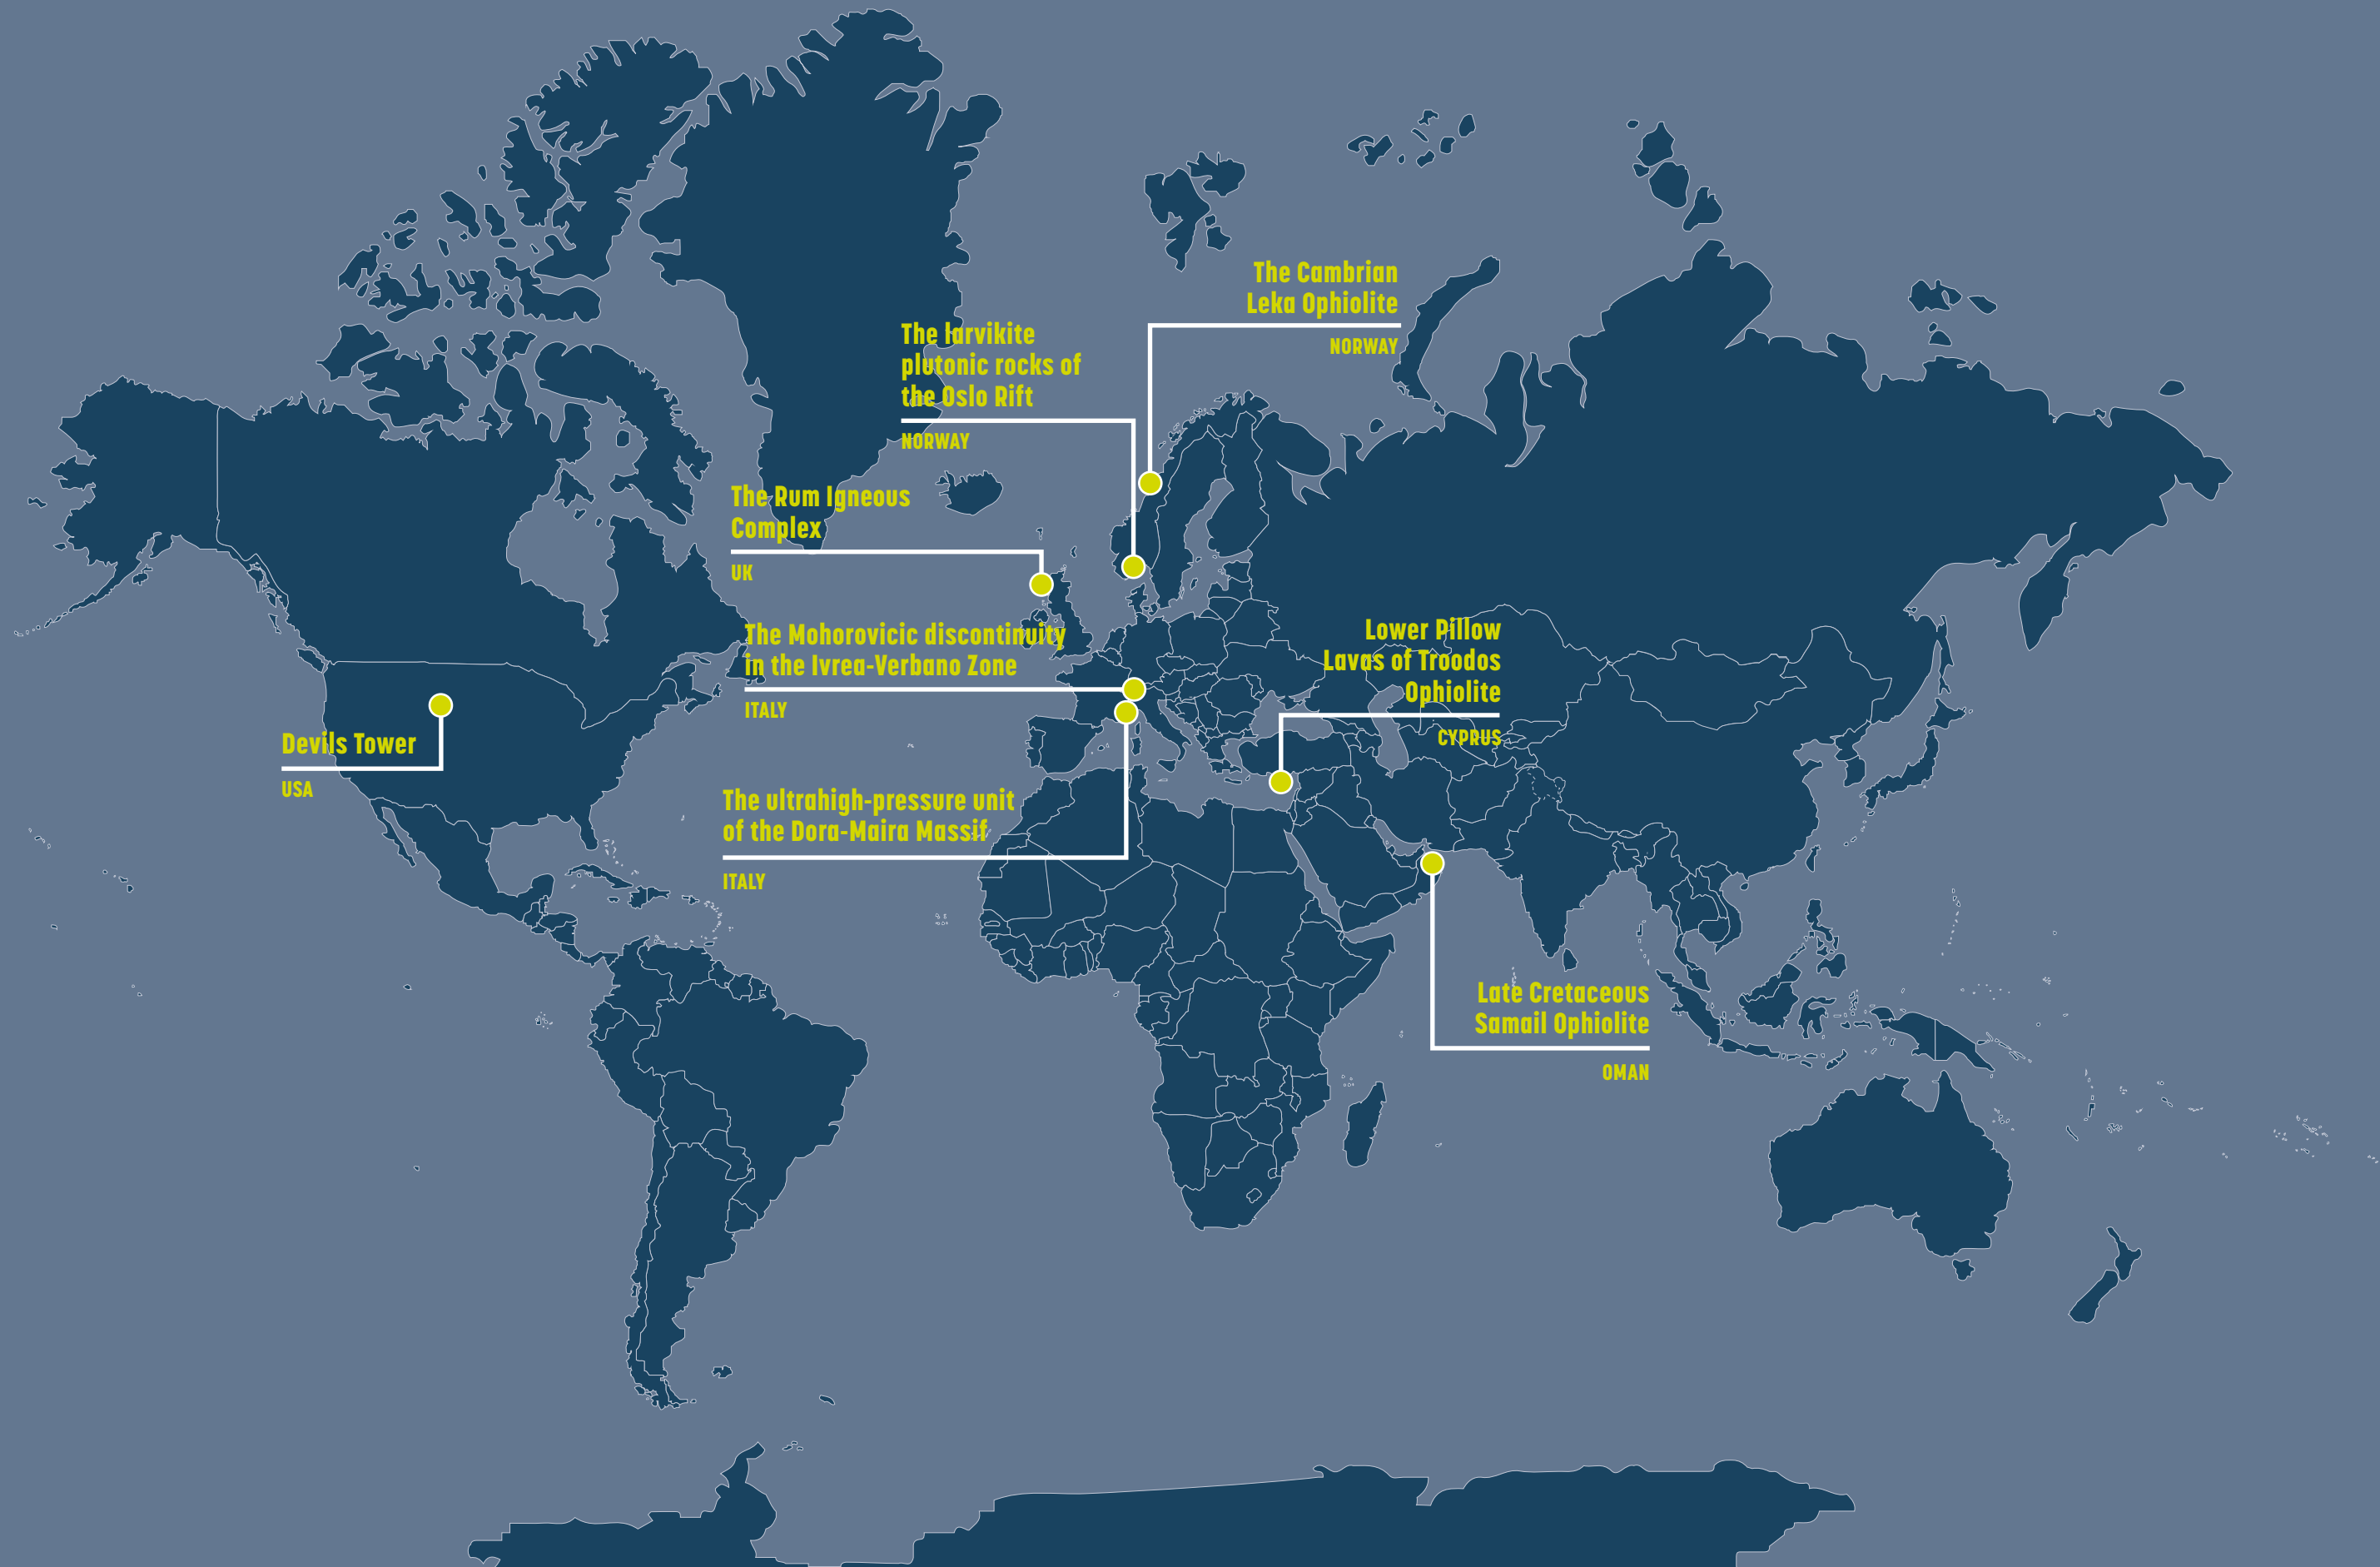 The Cambrian
Leka Ophiolite
NORWAY
The larvikite
plutonic rocks of
the Oslo Rift
NORWAY
The Rum Igneous
Complex
UK
The Mohorovicic discontinuity
in the Ivrea-Verbano Zone
ITALY
Lower Pillow
Lavas of Troodos
Ophiolite
CYPRUS
Devils Tower
USA
The ultrahigh-pressure unit
of the Dora-Maira Massif
ITALY
Late Cretaceous
Samail Ophiolite
OMAN